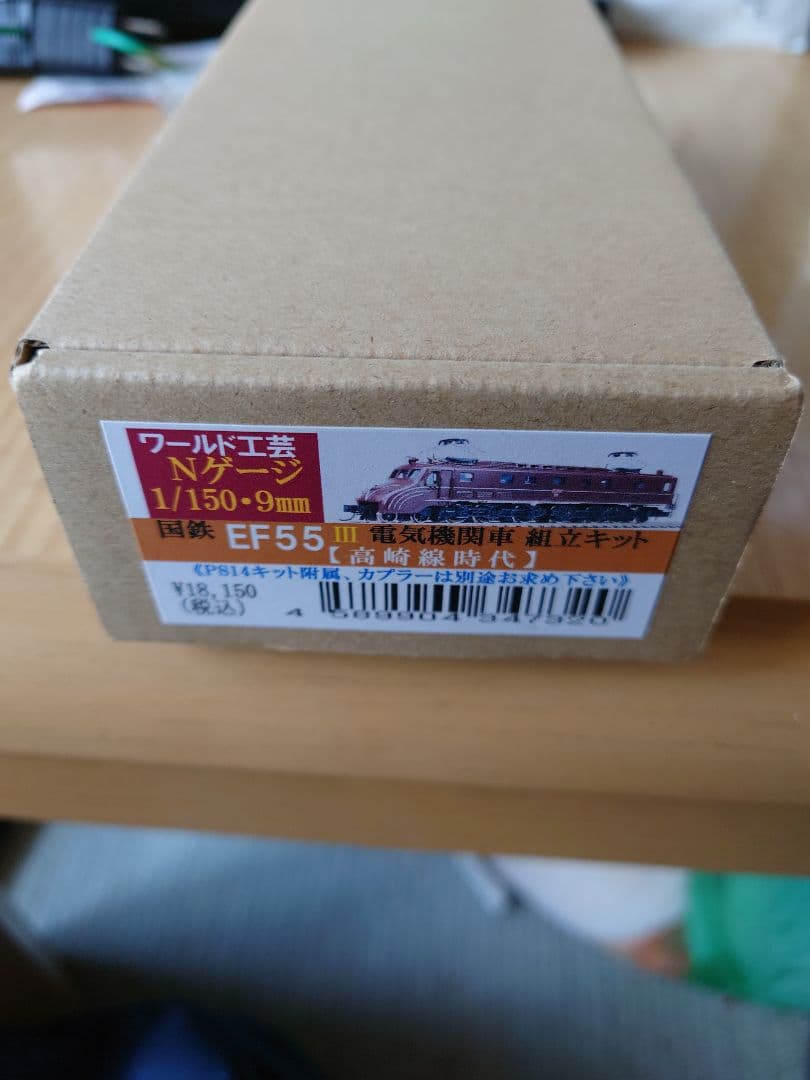 ワールド工芸
Nゲージ
1/150・9mm
国鉄 EF55 III 電気機関車 組立キット
【高崎線時代】
《PS14キット附属、カプラーは別途お求め下さい》
¥18,150
(税込)
4 589904 347320